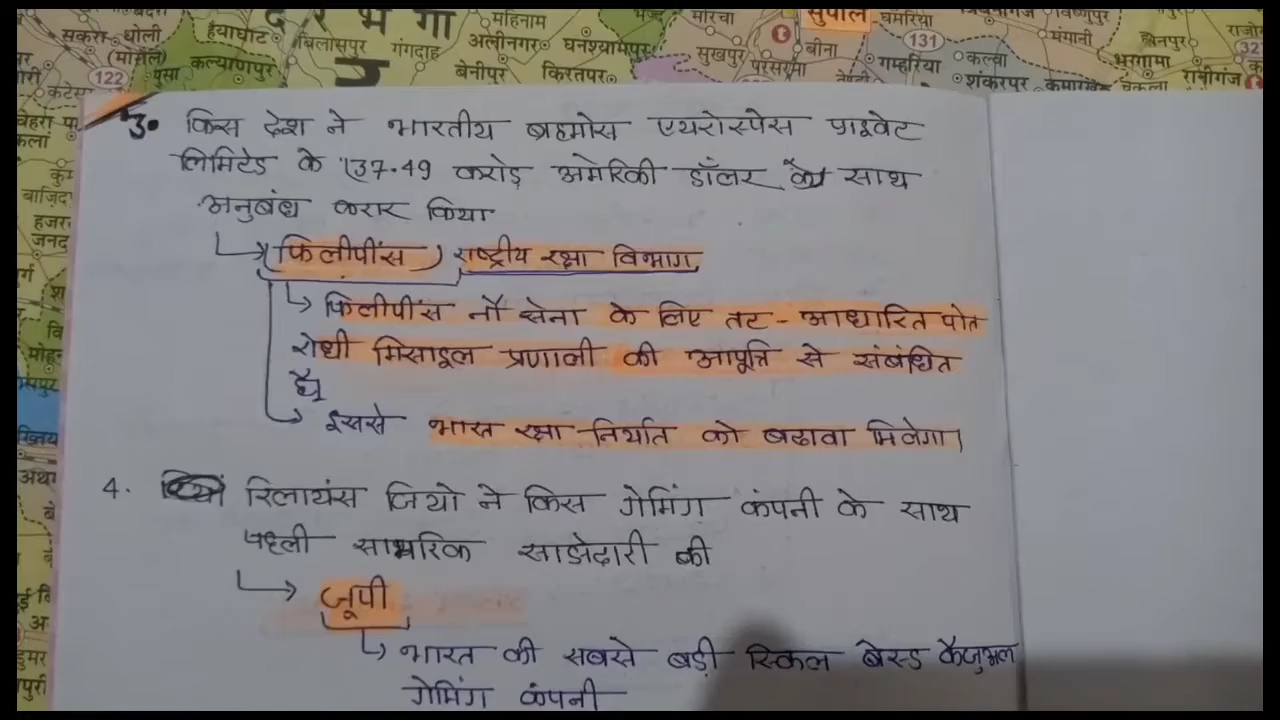 द र भ ं गा
महिनाम
मारचा
सुपौल
घमरिया
विष्णुपुर
सकरा
धोली
हयाघाट
बिलासपुर
गंगदाह
अलीनगर
घनश्यामपुर
सुखपुर
परसरमा
बीना
131
गम्हरिया
कल्वा
मंगानी
भरगामा
122
पूसा
कल्याणपुर
बेनीपुर
किरतपुर
शंकरपुर
रानीगंज
3. किस देश ने भारतीय ब्रह्मोस एयरोस्पेस प्राइवेट
लिमिटेड के 37.49 करोड़ अमेरिकी डॉलर के साथ
अनुबंध करार किया
(फिलीपींस) राष्ट्रीय रक्षा विभाग
फिलीपींस नौ सेना के लिए तट - आधारित पोत
रोधी मिसाइल प्रणाली की आपूत्ति से संबंधित
है।
इससे भारत रक्षा निर्यात को बढावा मिलेगा।
4. रिलायंस जियो ने किस गेमिंग कंपनी के साथ
पहली सामरिक साझेदारी की
जूपी
भारत की सबसे बड़ी स्किल बेस्ड कैजुअल
गेमिंग कंपनी